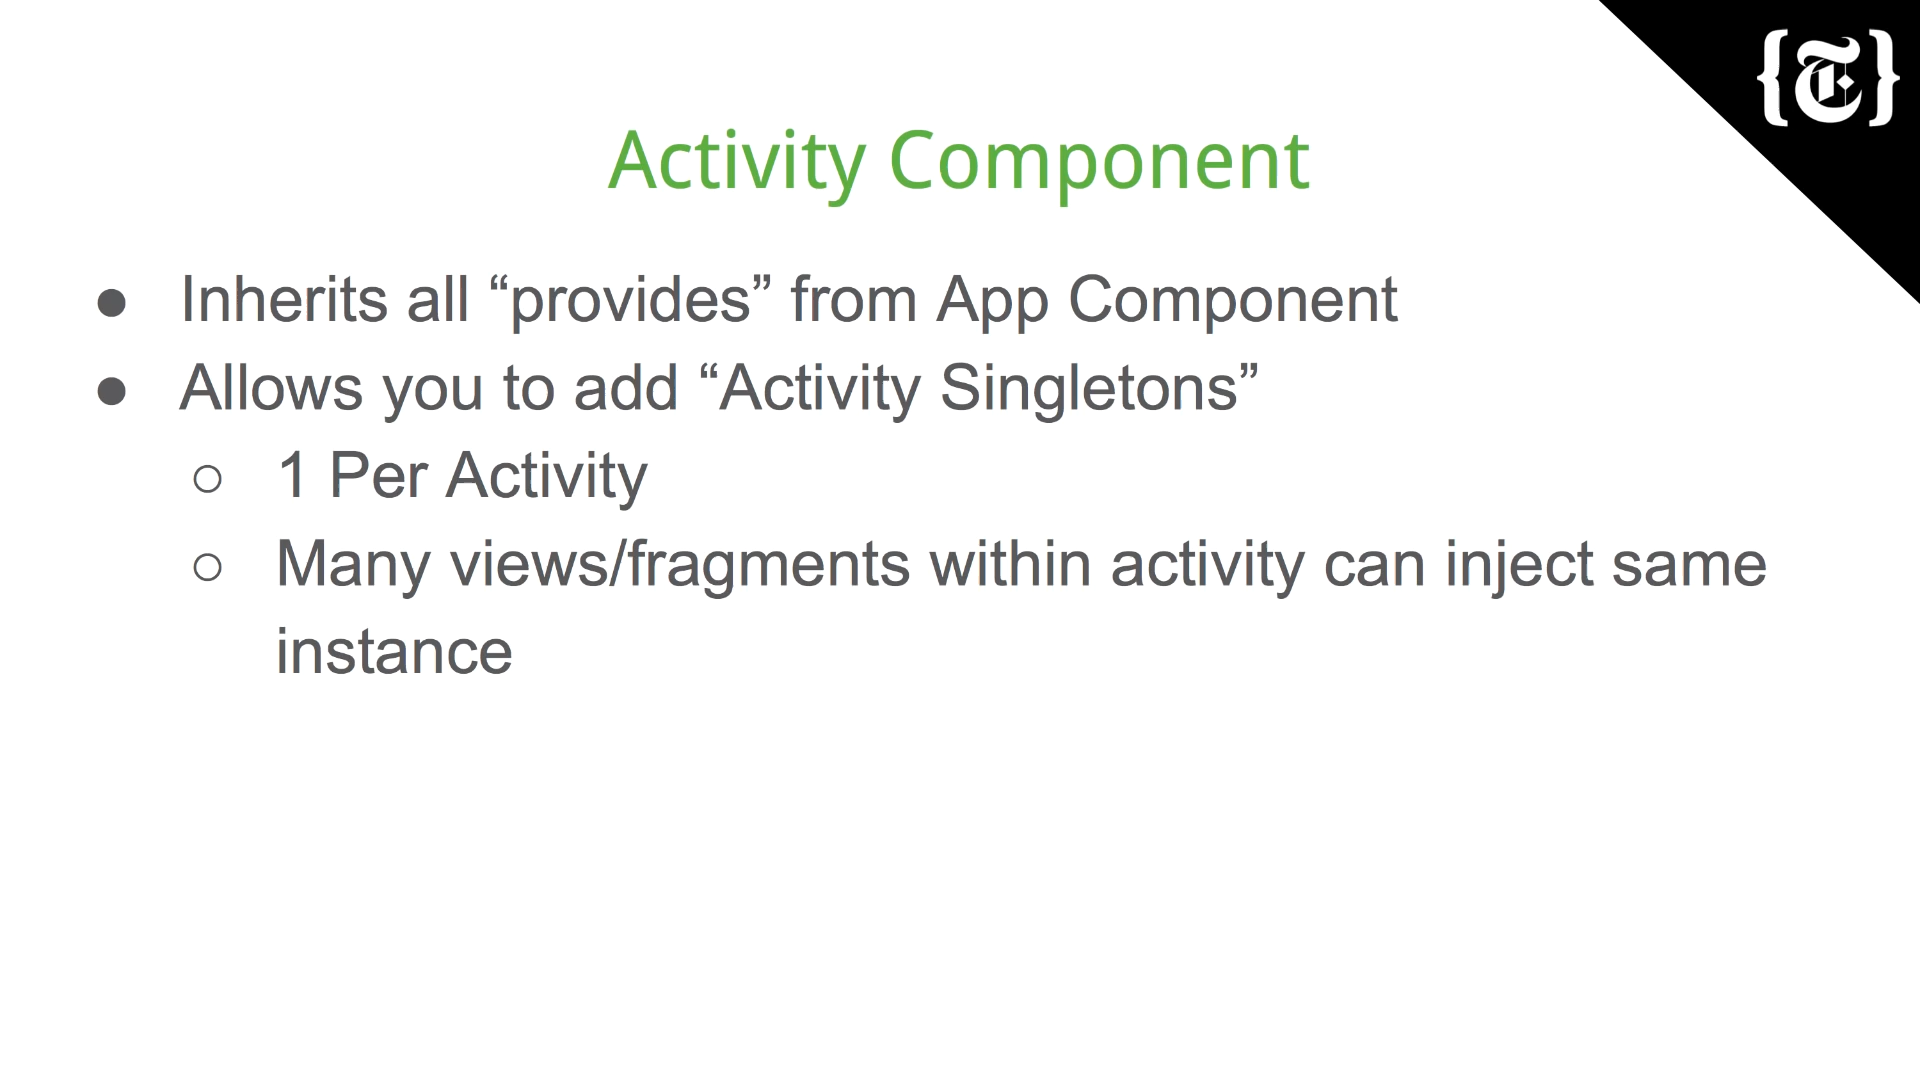 {T}
Activity Component
● Inherits all “provides” from App Component
● Allows you to add “Activity Singletons”
○ 1 Per Activity
○ Many views/fragments within activity can inject same
instance